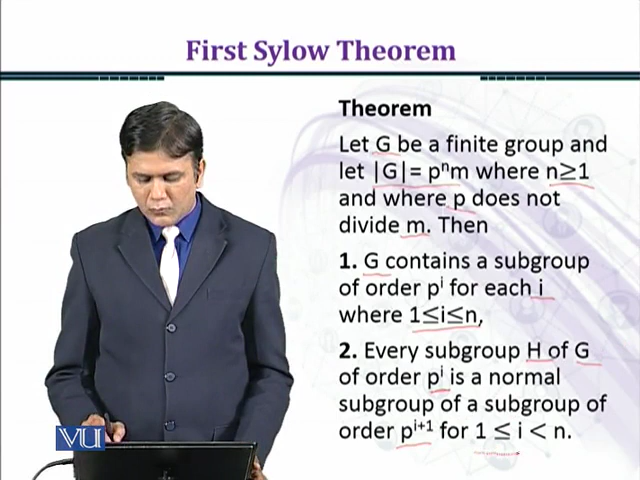 First Sylow Theorem
Theorem
Let G be a finite group and
let |G|= pⁿm where n≥1
and where p does not
divide m. Then
1. G contains a subgroup
of order pⁱ for each i
where 1≤i≤n,
2. Every subgroup H of G
of order pⁱ is a normal
subgroup of a subgroup of
order pⁱ⁺¹ for 1 ≤ i < n.
VU